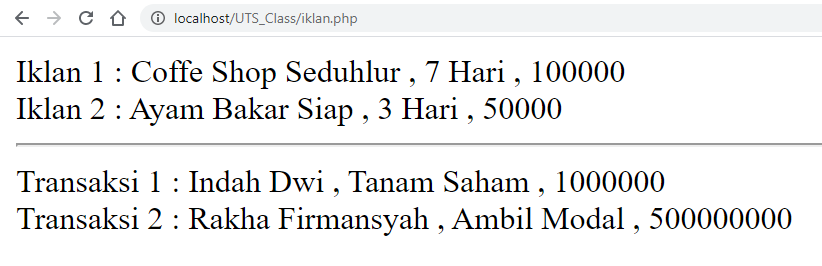 localhost/UTS_Class/iklan.php
Iklan 1 : Coffe Shop Seduhlur , 7 Hari , 100000
Iklan 2 : Ayam Bakar Siap , 3 Hari , 50000
Transaksi 1 : Indah Dwi , Tanam Saham , 1000000
Transaksi 2 : Rakha Firmansyah , Ambil Modal , 500000000